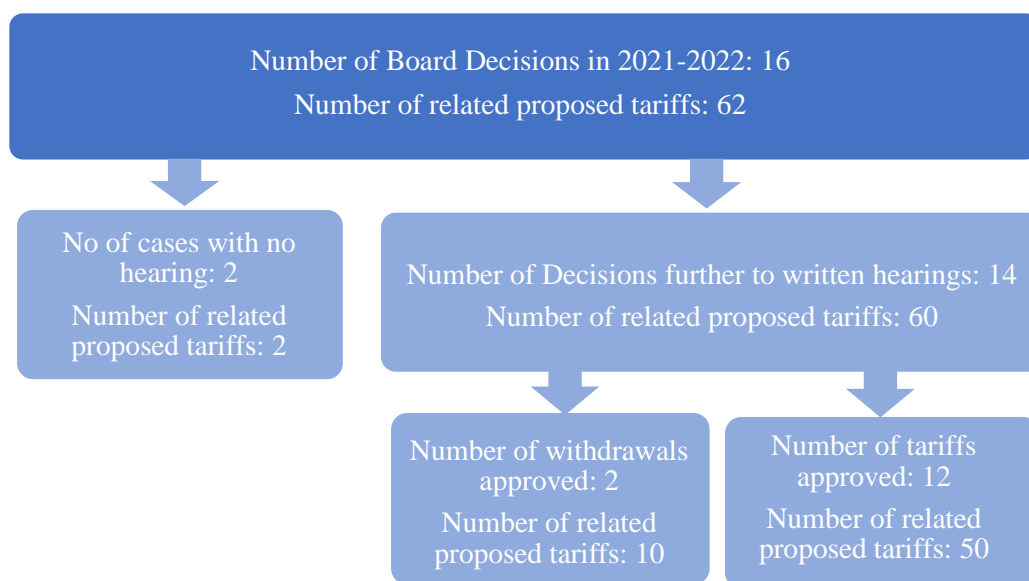 Number of Board Decisions in 2021-2022: 16
Number of related proposed tariffs: 62
No of cases with no
hearing: 2
Number of related
proposed tariffs: 2
Number of Decisions further to written hearings: 14
Number of related proposed tariffs: 60
Number of withdrawals
approved: 2
Number of related
proposed tariffs: 10
Number of tariffs
approved: 12
Number of related
proposed tariffs: 50